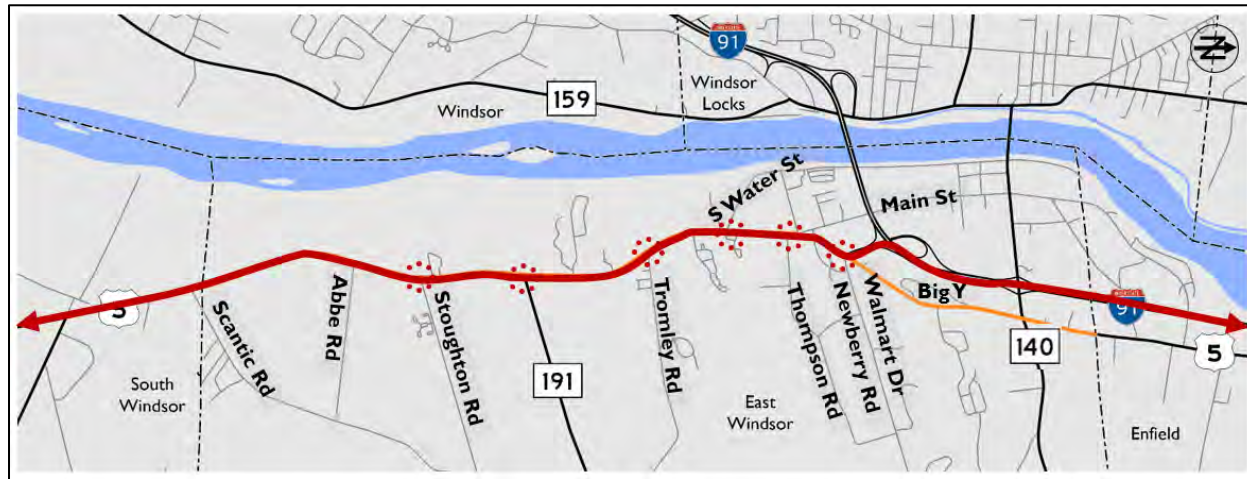 INTERSTATE
91
159
Windsor
Windsor
Locks
N
S Water St
Main St
5
Scantic Rd
Abbe Rd
Stoughton Rd
191
Tromley Rd
Thompson Rd
Newberry Rd
Walmart Dr
Big Y
140
91
5
South
Windsor
East
Windsor
Enfield